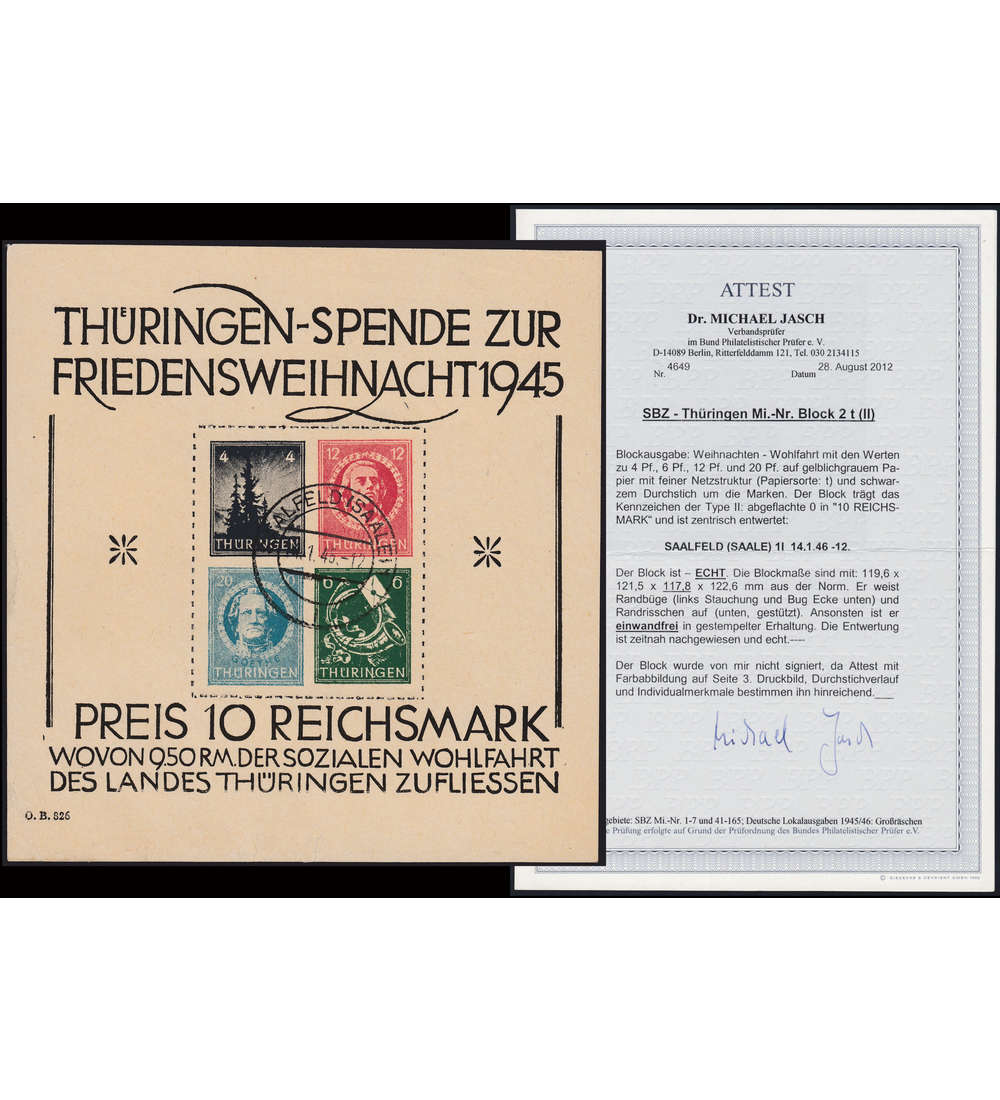 THÜRINGEN-SPENDE ZUR
FRIEDENSWEIHNACHT 1945
4 4
THÜRINGEN
12 12
THÜRINGEN
20
GOETHE
THÜRINGEN
6 6
THÜRINGEN
SAALFELD (SAALE)
PREIS 10 REICHSMARK
WOVON 9.50 RM. DER SOZIALEN WOHLFAHRT
DES LANDES THÜRINGEN ZUFLIESSEN
O. B. 826
ATTEST
Dr. MICHAEL JASCH
Verbandsprüfer
im Bund Philatelistischer Prüfer e. V.
D-14089 Berlin, Ritterfelddamm 121, Tel. 030 2134115
Nr. 4649 Datum 28. August 2012
SBZ - Thüringen Mi.-Nr. Block 2 t (II)
Blockausgabe: Weihnachten - Wohlfahrt mit den Werten
zu 4 Pf., 6 Pf., 12 Pf. und 20 Pf. auf gelblichgrauem Pa-
pier mit feiner Netzstruktur (Papiersorte: t) und schwar-
zem Durchstich um die Marken. Der Block trägt das
Kennzeichen der Type II: abgeflachte 0 in "10 REICHS-
MARK" und ist zentrisch entwertet:
SAALFELD (SAALE) 1l 14.1.46 -12.
Der Block ist – ECHT. Die Blockmaße sind mit: 119,6 x
121,5 x 117,8 x 122,6 mm aus der Norm. Er weist
Randbüge (links Stauchung und Bug Ecke unten) und
Randrisschen auf (unten, gestützt). Ansonsten ist er
einwandfrei in gestempelter Erhaltung. Die Entwertung
ist zeitnah nachgewiesen und echt.----
Der Block wurde von mir nicht signiert, da Attest mit
Farbabbildung auf Seite 3. Druckbild, Durchstichverlauf
und Individualmerkmale bestimmen ihn hinreichend.___
Michael Jasch
gebiete: SBZ Mi.-Nr. 1-7 und 41-165; Deutsche Lokalausgaben 1945/46: Großräschen
e Prüfung erfolgte auf Grund der Prüfordnung des Bundes Philatelistischer Prüfer e.V.
© GIESECKE & DEVRIENT GMBH